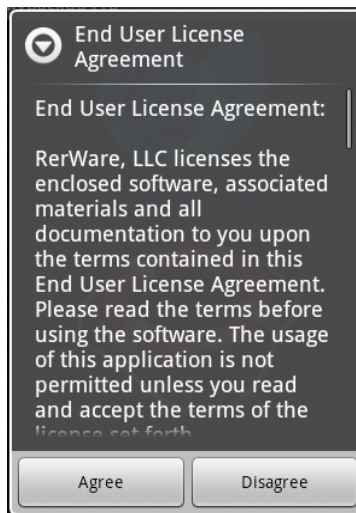 End User License
Agreement
End User License Agreement:
RerWare, LLC licenses the
enclosed software, associated
materials and all
documentation to you upon
the terms contained in this
End User License Agreement.
Please read the terms before
using the software. The usage
of this application is not
permitted unless you read
and accept the terms of the
license set forth
Agree
Disagree